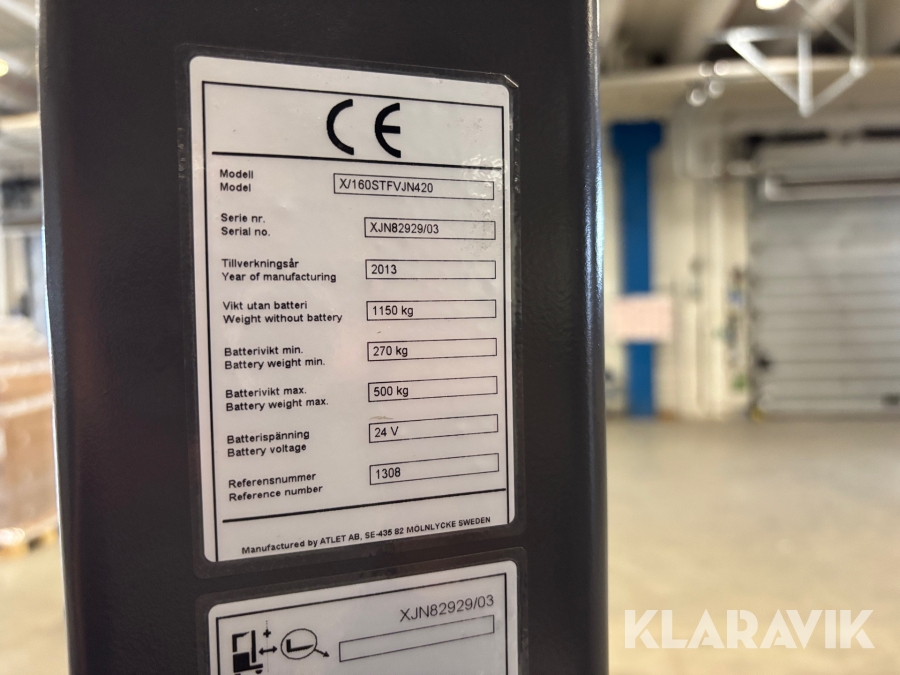 CE
Modell
Model
X/160STFVJN420
Serie nr.
Serial no.
XJN82929/03
Tillverkningsår
Year of manufacturing
2013
Vikt utan batteri
Weight without battery
1150 kg
Batterivikt min.
Battery weight min.
270 kg
Batterivikt max.
Battery weight max.
500 kg
Batterispänning
Battery voltage
24 V
Referensnummer
Reference number
1308
Manufactured by ATLET AB, SE-435 82 MÖLNLYCKE SWEDEN
XJN82929/03
KLARAVIK